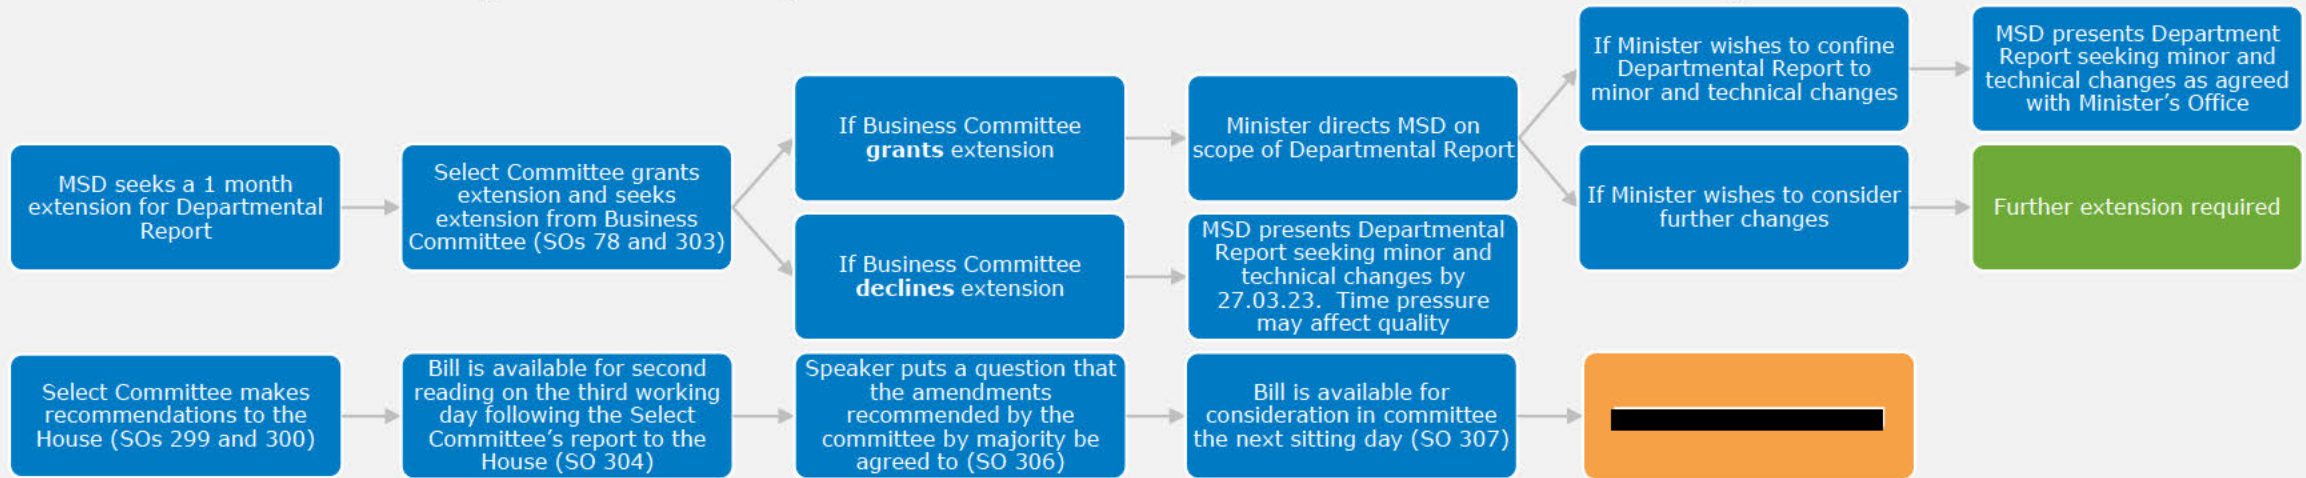 MSD seeks a 1 month
extension for Departmental
Report
Select Committee grants
extension and seeks
extension from Business
Committee (SOs 78 and 303)
If Business Committee
grants extension
Minister directs MSD on
scope of Departmental Report
If Minister wishes to confine
Departmental Report to
minor and technical changes
MSD presents Department
Report seeking minor and
technical changes as agreed
with Minister's Office
If Minister wishes to consider
further changes
Further extension required
If Business Committee
declines extension
MSD presents Departmental
Report seeking minor and
technical changes by
27.03.23.  Time pressure
may affect quality
Select Committee makes
recommendations to the
House (SOs 299 and 300)
Bill is available for second
reading on the third working
day following the Select
Committee's report to the
House (SO 304)
Speaker puts a question that
the amendments
recommended by the
committee by majority be
agreed to (SO 306)
Bill is available for
consideration in committee
the next sitting day (SO 307)